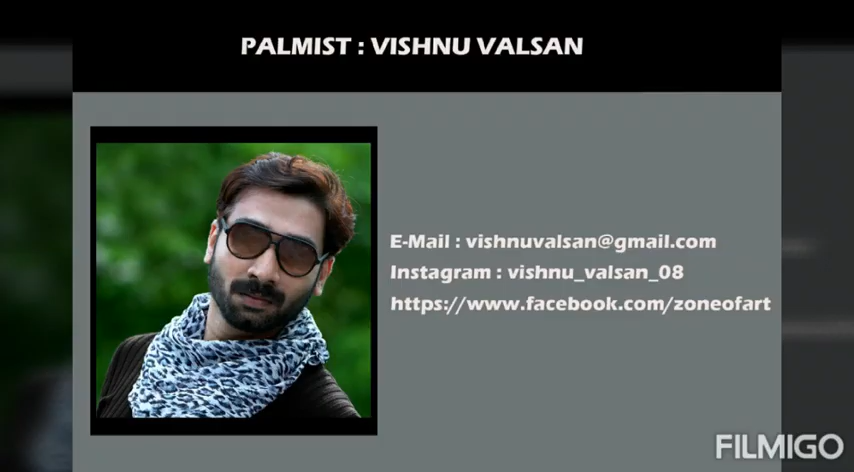 PALMIST : VISHNU VALSAN
E-Mail : vishnuvalsan@gmail.com
Instagram : vishnu_valsan_08
https://www.facebook.com/zoneofart
FILMIGO